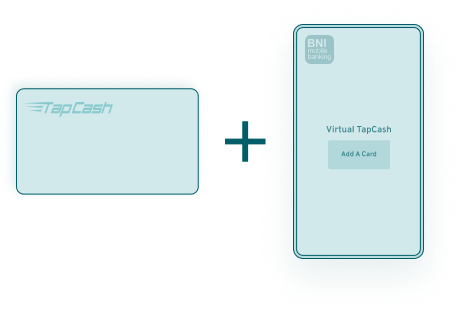 TapCash
BNI
mobile
banking
Virtual TapCash
Add A Card